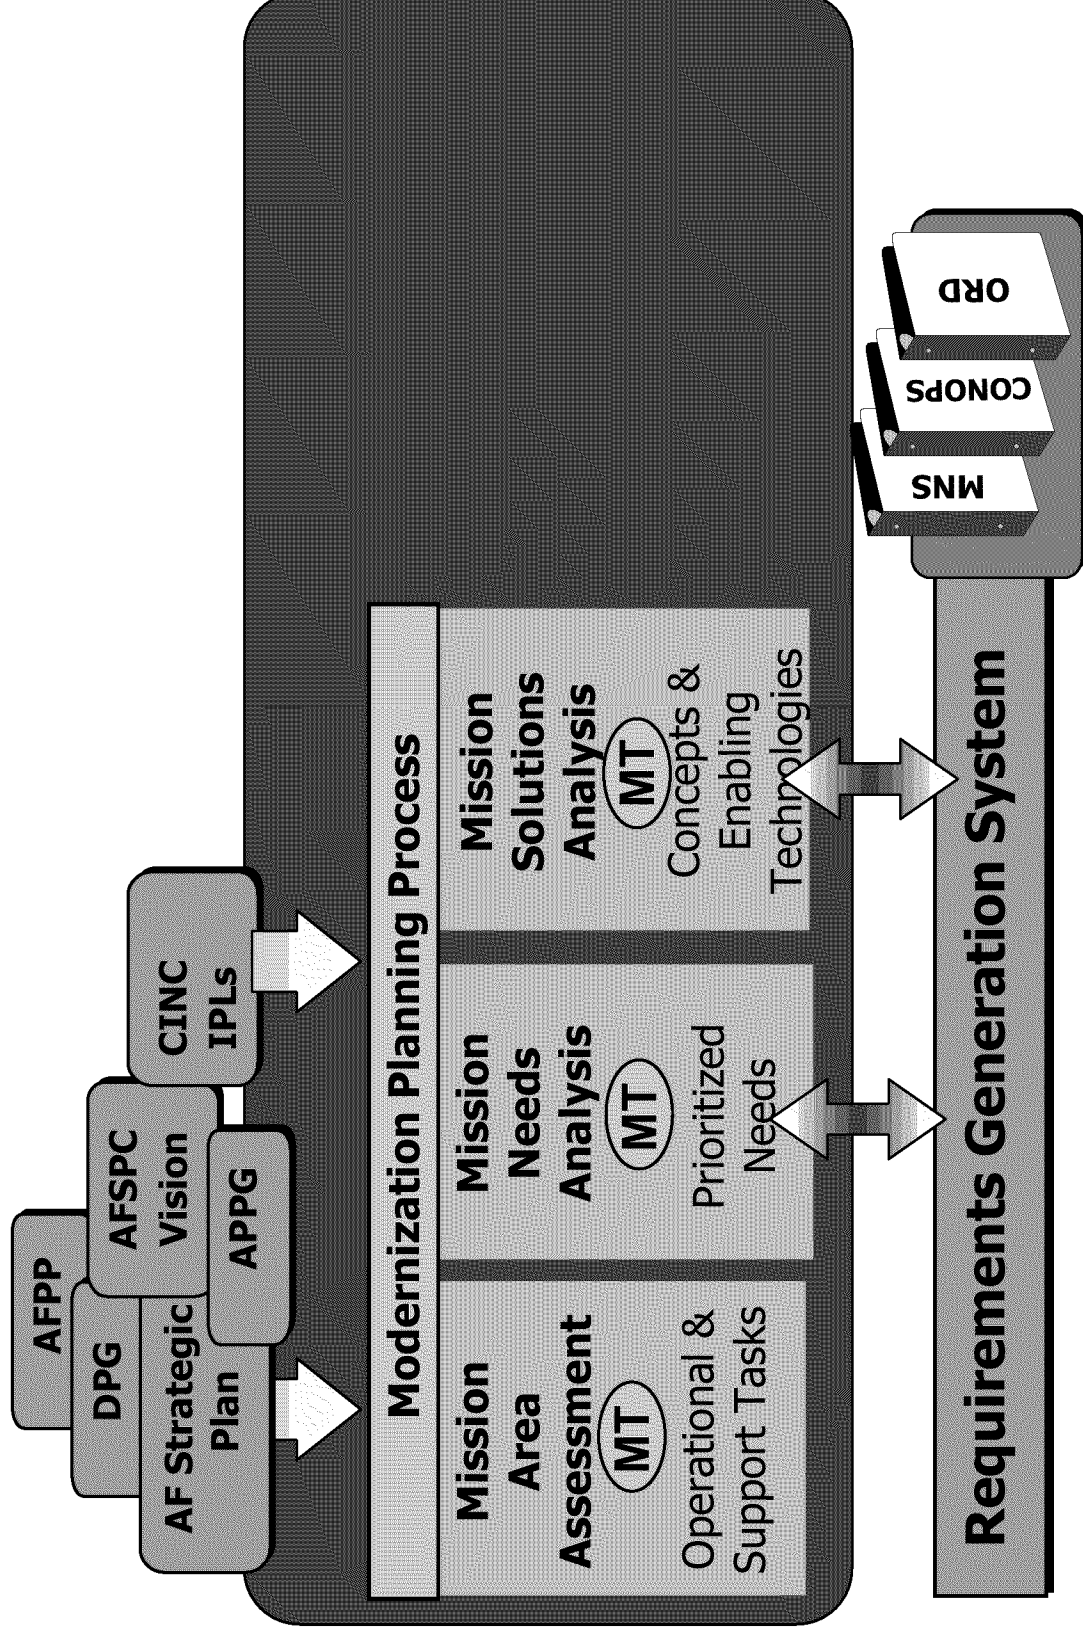 AFPP
DPG
AF Strategic
Plan
AFSPC
Vision
APPG
CINC
IPLs
Modernization Planning Process
Mission
Area
Assessment
MT
Operational &
Support Tasks
Mission
Needs
Analysis
MT
Prioritized
Needs
Mission
Solutions
Analysis
MT
Concepts &
Enabling
Technologies
Requirements Generation System
MNS
CONOPS
ORD